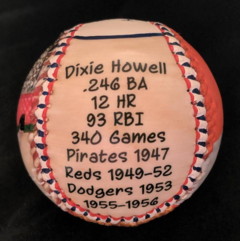 Dixie Howell
.246 BA
12 HR
93 RBI
340 Games
Pirates 1947
Reds 1949-52
Dodgers 1953
1955-1956